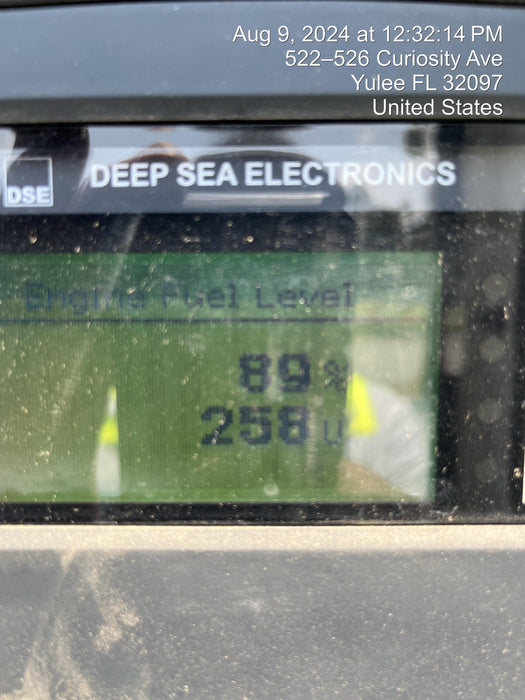 Aug 9, 2024 at 12:32:14 PM
522–526 Curiosity Ave
Yulee FL 32097
United States
DSE DEEP SEA ELECTRONICS
Engine Fuel Level
89 %
258 U